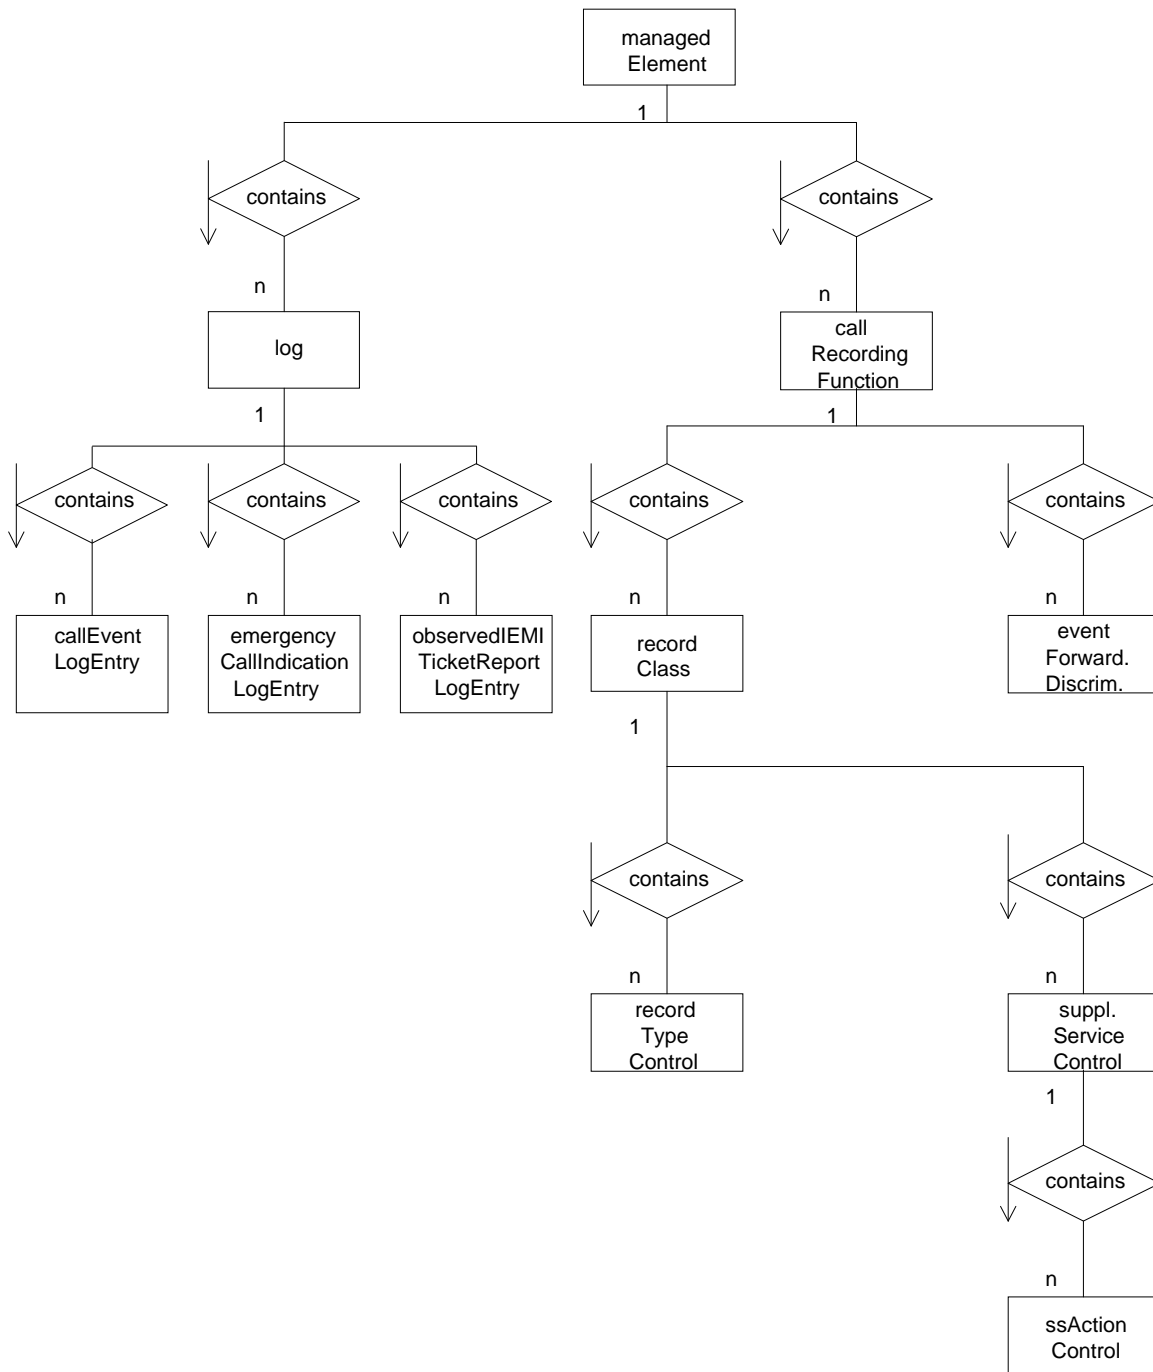 managed
Element
1
contains
contains
n
n
log
call
Recording
Function
1
1
contains
contains
contains
contains
contains
n
n
n
n
n
callEvent
LogEntry
emergency
CallIndication
LogEntry
observedIEMI
TicketReport
LogEntry
record
Class
event
Forward.
Discrim.
1
contains
contains
n
n
record
Type
Control
suppl.
Service
Control
1
contains
n
ssAction
Control